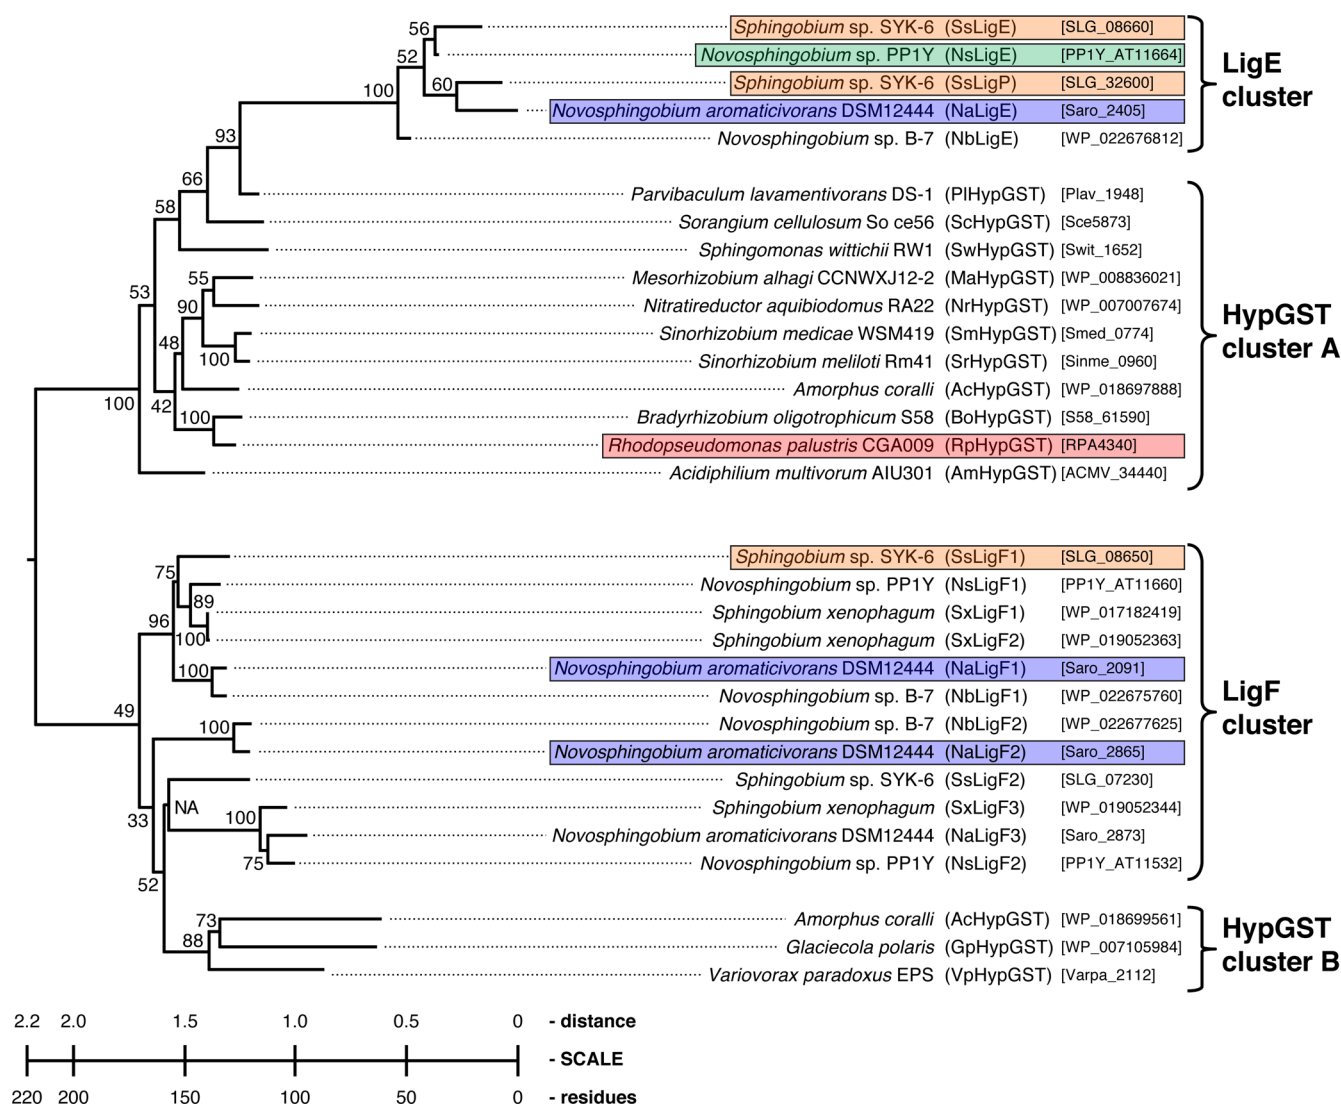 56 Sphingobium sp. SYK-6 (SsLigE) [SLG_08660]
52 Novosphingobium sp. PP1Y (NsLigE) [PP1Y_AT11664]
100 60 Sphingobium sp. SYK-6 (SsLigP) [SLG_32600]
Novosphingobium aromaticivorans DSM12444 (NaLigE) [Saro_2405]
Novosphingobium sp. B-7 (NbLigE) [WP_022676812]
LigE
cluster
93
66 Parvibaculum lavamentivorans DS-1 (PlHypGST) [Plav_1948]
58 Sorangium cellulosum So ce56 (ScHypGST) [Sce5873]
Sphingomonas wittichii RW1 (SwHypGST) [Swit_1652]
53 55 Mesorhizobium alhagi CCNWXJ12-2 (MaHypGST) [WP_008836021]
90 Nitratireductor aquibiodomus RA22 (NrHypGST) [WP_007007674]
48 Sinorhizobium medicae WSM419 (SmHypGST) [Smed_0774]
100 Sinorhizobium meliloti Rm41 (SrHypGST) [Sinme_0960]
Amorphus coralli (AcHypGST) [WP_018697888]
100 42 100 Bradyrhizobium oligotrophicum S58 (BoHypGST) [S58_61590]
Rhodopseudomonas palustris CGA009 (RpHypGST) [RPA4340]
Acidiphilium multivorum AIU301 (AmHypGST) [ACMV_34440]
HypGST
cluster A
Sphingobium sp. SYK-6 (SsLigF1) [SLG_08650]
75 Novosphingobium sp. PP1Y (NsLigF1) [PP1Y_AT11660]
96 89 Sphingobium xenophagum (SxLigF1) [WP_017182419]
100 Sphingobium xenophagum (SxLigF2) [WP_019052363]
100 Novosphingobium aromaticivorans DSM12444 (NaLigF1) [Saro_2091]
Novosphingobium sp. B-7 (NbLigF1) [WP_022675760]
49 100 Novosphingobium sp. B-7 (NbLigF2) [WP_022677625]
Novosphingobium aromaticivorans DSM12444 (NaLigF2) [Saro_2865]
Sphingobium sp. SYK-6 (SsLigF2) [SLG_07230]
33 NA 100 Sphingobium xenophagum (SxLigF3) [WP_019052344]
Novosphingobium aromaticivorans DSM12444 (NaLigF3) [Saro_2873]
75 Novosphingobium sp. PP1Y (NsLigF2) [PP1Y_AT11532]
LigF
cluster
52
73 Amorphus coralli (AcHypGST) [WP_018699561]
88 Glaciecola polaris (GpHypGST) [WP_007105984]
Variovorax paradoxus EPS (VpHypGST) [Varpa_2112]
HypGST
cluster B
2.2 2.0 1.5 1.0 0.5 0 - distance
- SCALE
220 200 150 100 50 0 - residues